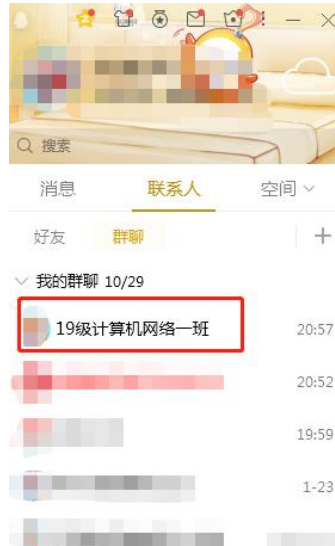 搜索
消息 联系人 空间
好友 群聊
我的群聊 10/29
19级计算机网络一班 20:57
20:52
19:59
1-23